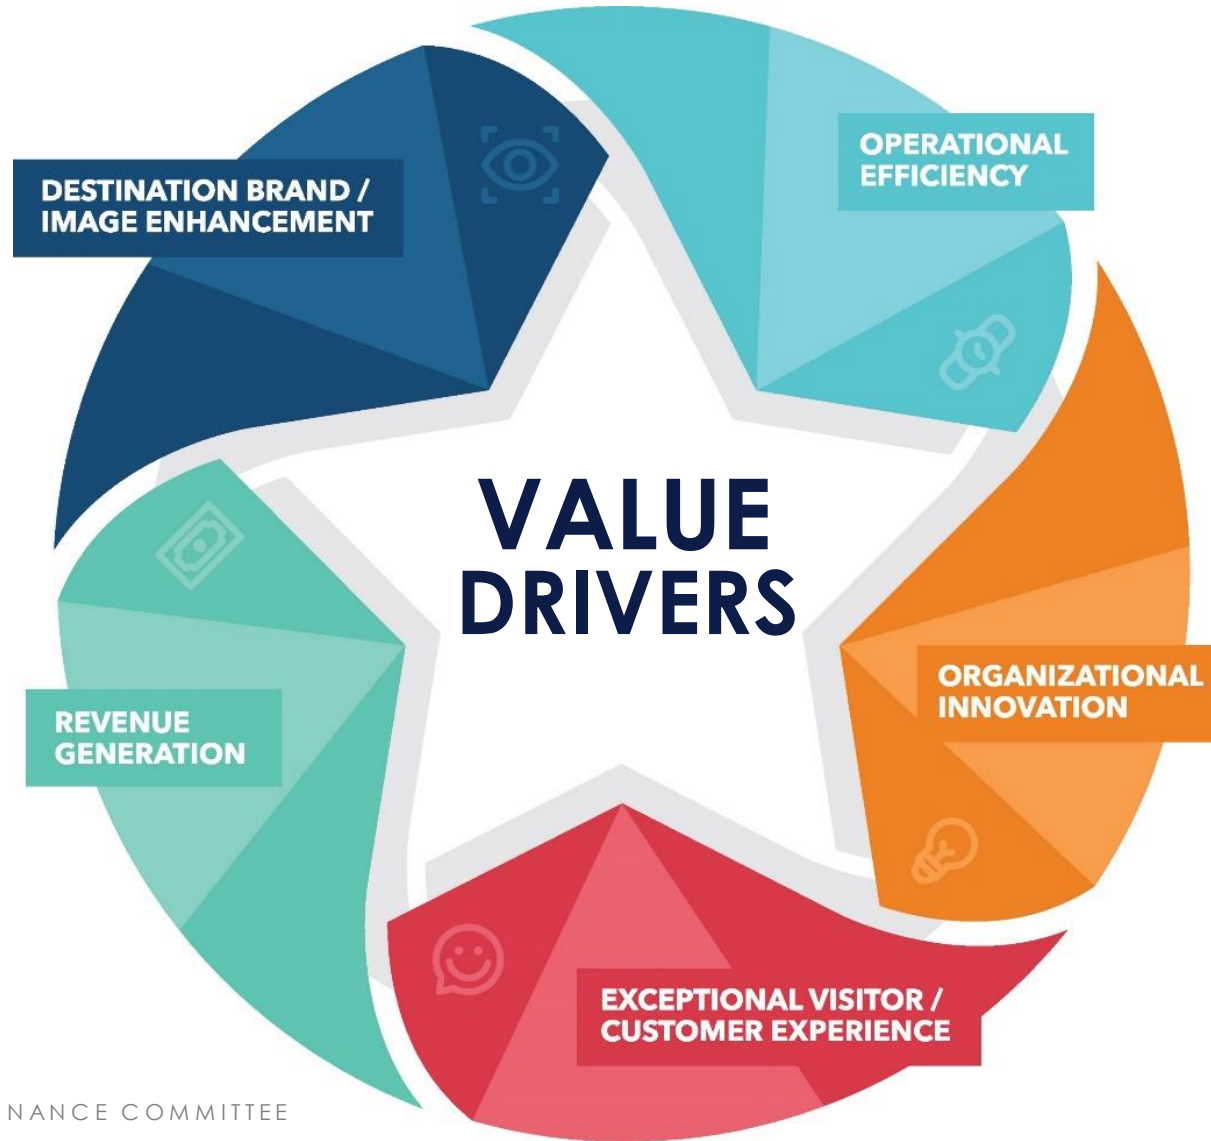 DESTINATION BRAND /
IMAGE ENHANCEMENT
OPERATIONAL
EFFICIENCY
VALUE
DRIVERS
ORGANIZATIONAL
INNOVATION
REVENUE
GENERATION
EXCEPTIONAL VISITOR /
CUSTOMER EXPERIENCE
NANCE COMMITTEE